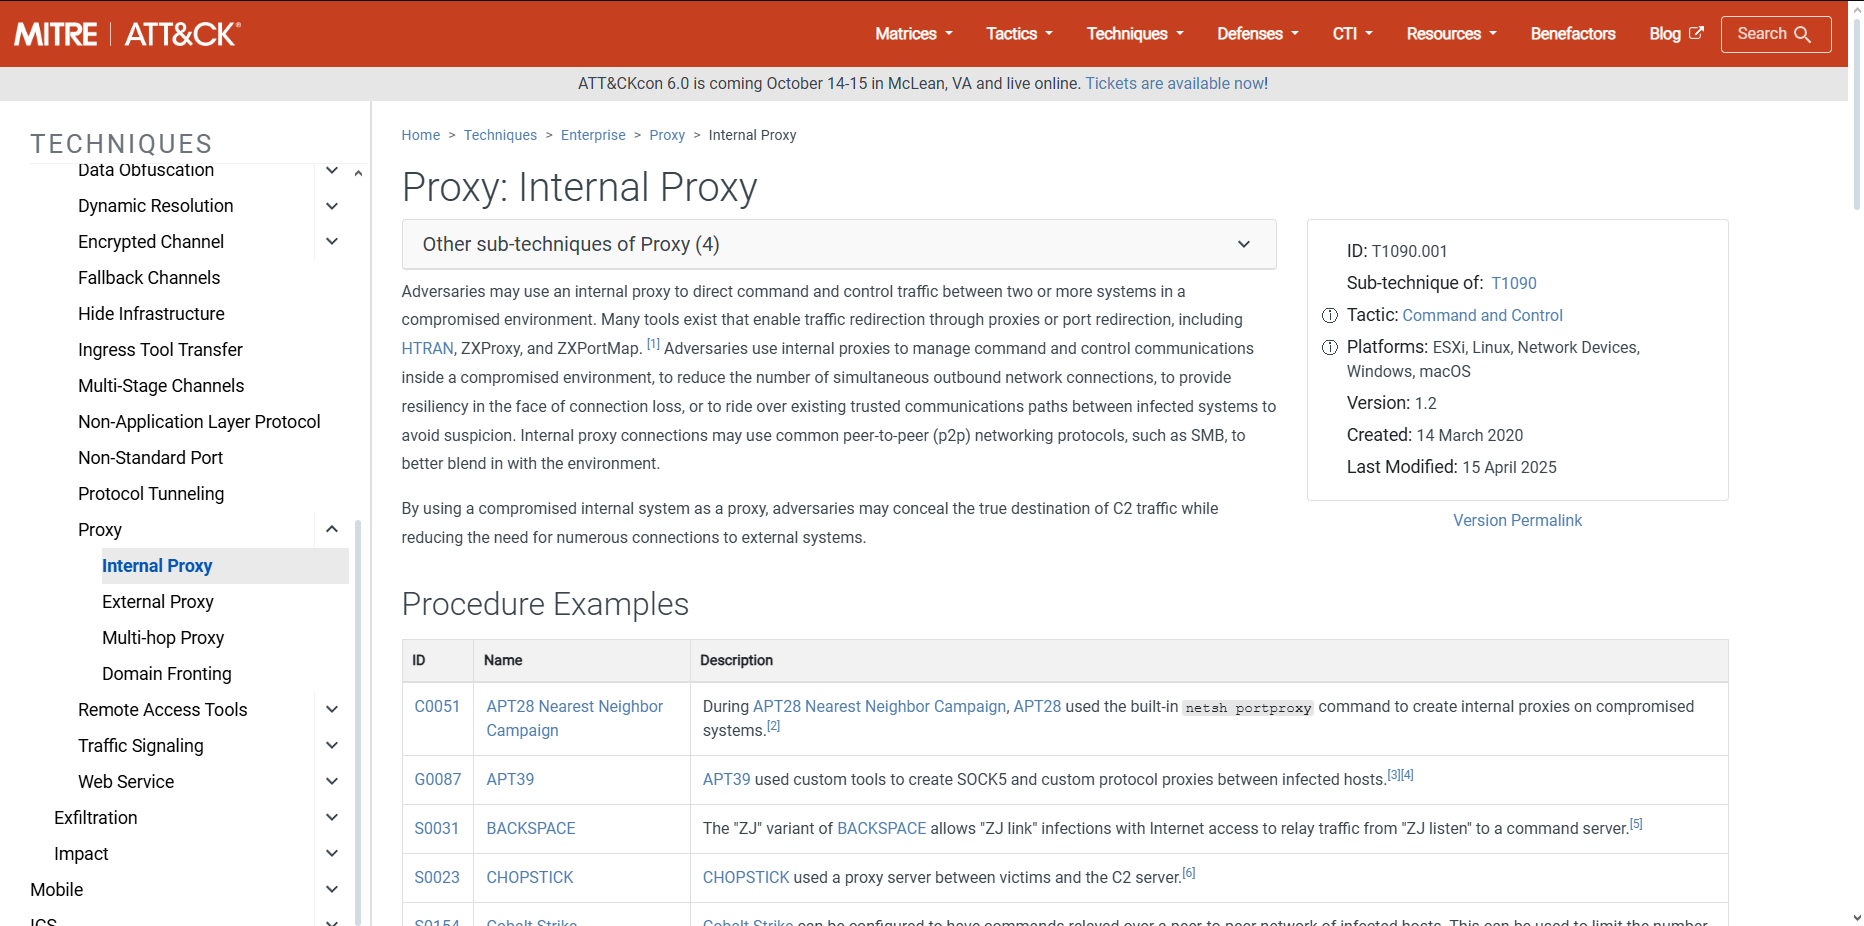 MITRE | ATT&CK®
Matrices
Tactics
Techniques
Defenses
CTI
Resources
Benefactors
Blog
Search
ATT&CKcon 6.0 is coming October 14-15 in McLean, VA and live online. Tickets are available now!
TECHNIQUES
Data Obfuscation
Dynamic Resolution
Encrypted Channel
Fallback Channels
Hide Infrastructure
Ingress Tool Transfer
Multi-Stage Channels
Non-Application Layer Protocol
Non-Standard Port
Protocol Tunneling
Proxy
Internal Proxy
External Proxy
Multi-hop Proxy
Domain Fronting
Remote Access Tools
Traffic Signaling
Web Service
Exfiltration
Impact
Mobile
ICS
Home > Techniques > Enterprise > Proxy > Internal Proxy
Proxy: Internal Proxy
Other sub-techniques of Proxy (4)
Adversaries may use an internal proxy to direct command and control traffic between two or more systems in a
compromised environment. Many tools exist that enable traffic redirection through proxies or port redirection, including
HTRAN, ZXProxy, and ZXPortMap. [1] Adversaries use internal proxies to manage command and control communications
inside a compromised environment, to reduce the number of simultaneous outbound network connections, to provide
resiliency in the face of connection loss, or to ride over existing trusted communications paths between infected systems to
avoid suspicion. Internal proxy connections may use common peer-to-peer (p2p) networking protocols, such as SMB, to
better blend in with the environment.
By using a compromised internal system as a proxy, adversaries may conceal the true destination of C2 traffic while
reducing the need for numerous connections to external systems.
ID: T1090.001
Sub-technique of: T1090
Tactic: Command and Control
Platforms: ESXi, Linux, Network Devices,
Windows, macOS
Version: 1.2
Created: 14 March 2020
Last Modified: 15 April 2025
Version Permalink
Procedure Examples
ID Name Description
C0051 APT28 Nearest Neighbor Campaign During APT28 Nearest Neighbor Campaign, APT28 used the built-in netsh portproxy command to create internal proxies on compromised
systems.[2]
G0087 APT39 APT39 used custom tools to create SOCK5 and custom protocol proxies between infected hosts.[3][4]
S0031 BACKSPACE The "ZJ" variant of BACKSPACE allows "ZJ link" infections with Internet access to relay traffic from "ZJ listen" to a command server.[5]
S0023 CHOPSTICK CHOPSTICK used a proxy server between victims and the C2 server.[6]
S0154 Cobalt Strike Cobalt Strike can be configured to have commands relayed over a peer-to-peer network of infected hosts. This can be used to limit the number